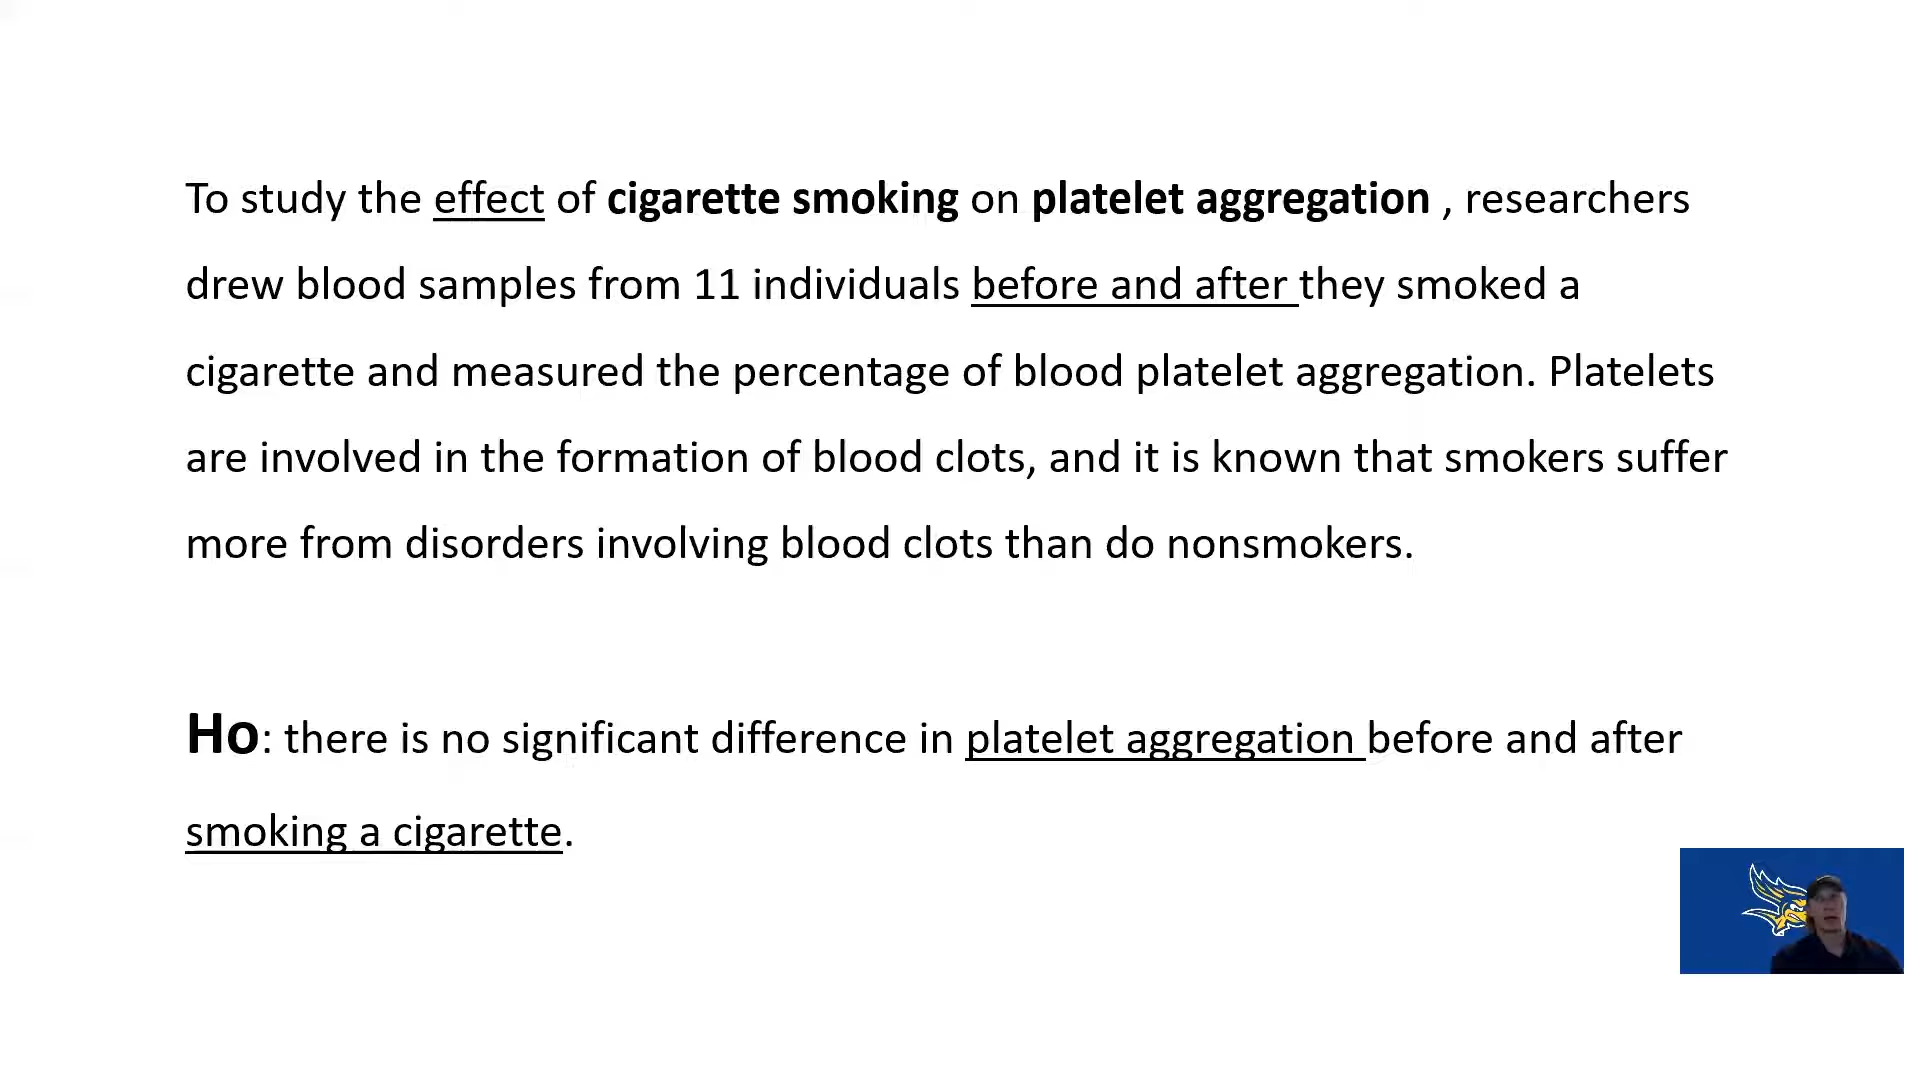 To study the effect of cigarette smoking on platelet aggregation , researchers
drew blood samples from 11 individuals before and after they smoked a
cigarette and measured the percentage of blood platelet aggregation. Platelets
are involved in the formation of blood clots, and it is known that smokers suffer
more from disorders involving blood clots than do nonsmokers.
Ho: there is no significant difference in platelet aggregation before and after
smoking a cigarette.